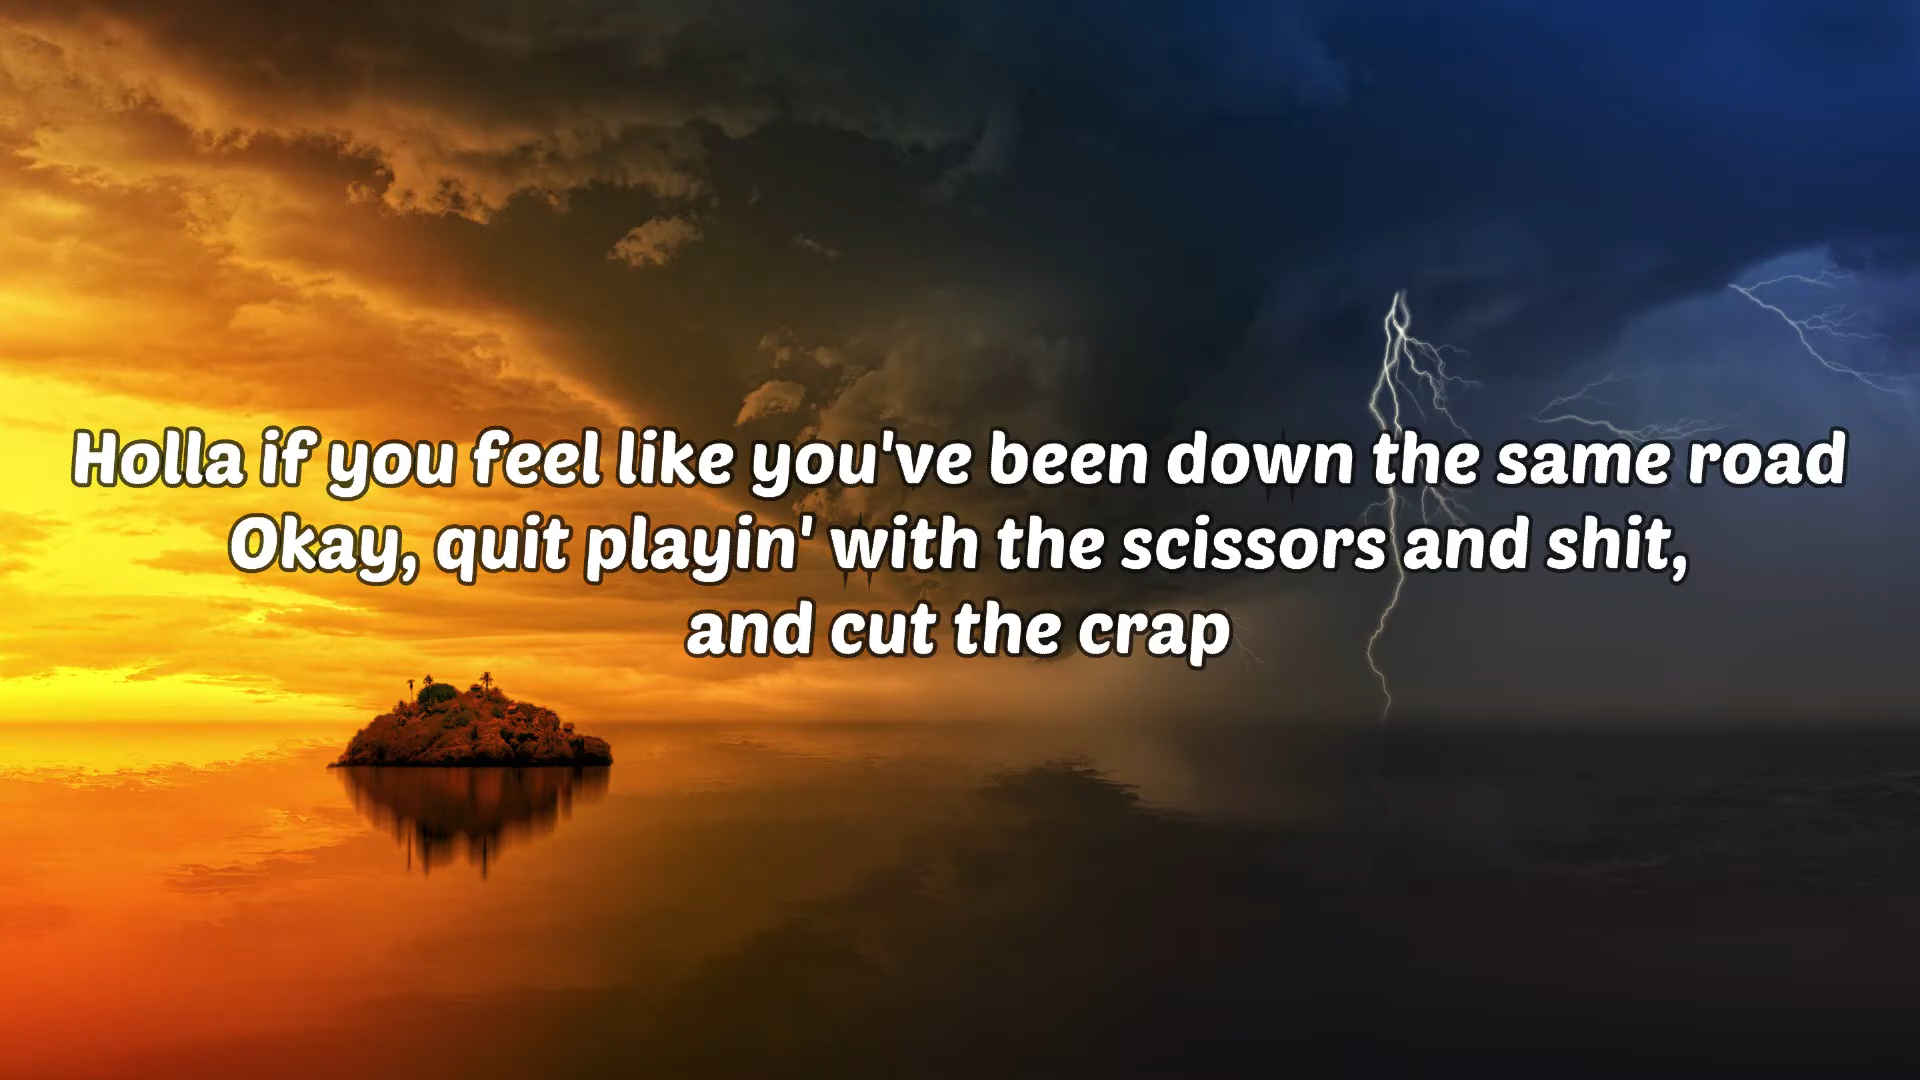 Holla if you feel like you've been down the same road
Okay, quit playin' with the scissors and shit,
and cut the crap